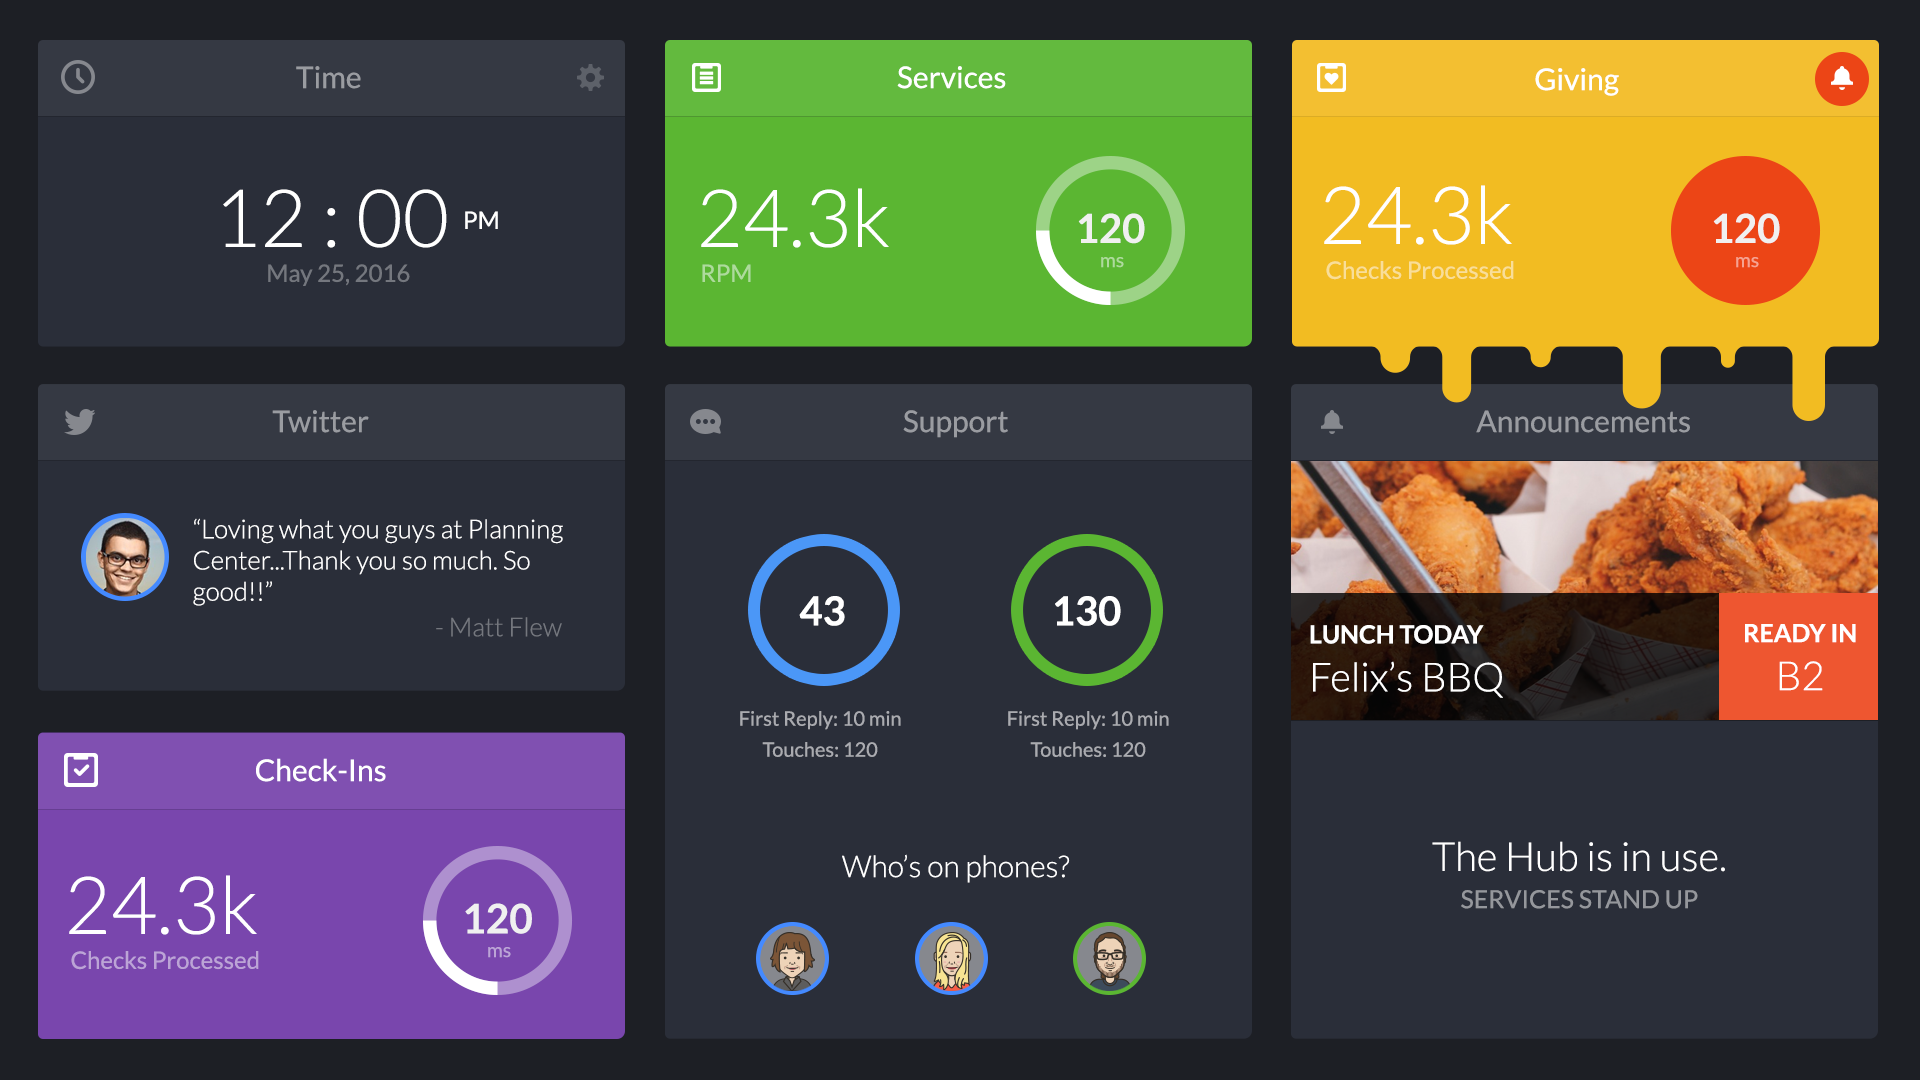 Time
12 : 00 PM
May 25, 2016
Services
24.3k
RPM
120
ms
Giving
24.3k
Checks Processed
120
ms
Twitter
“Loving what you guys at Planning
Center...Thank you so much. So
good!!”
- Matt Flew
Support
43
130
First Reply: 10 min
Touches: 120
First Reply: 10 min
Touches: 120
Who’s on phones?
Announcements
LUNCH TODAY
Felix’s BBQ
READY IN
B2
The Hub is in use.
SERVICES STAND UP
Check-Ins
24.3k
Checks Processed
120
ms